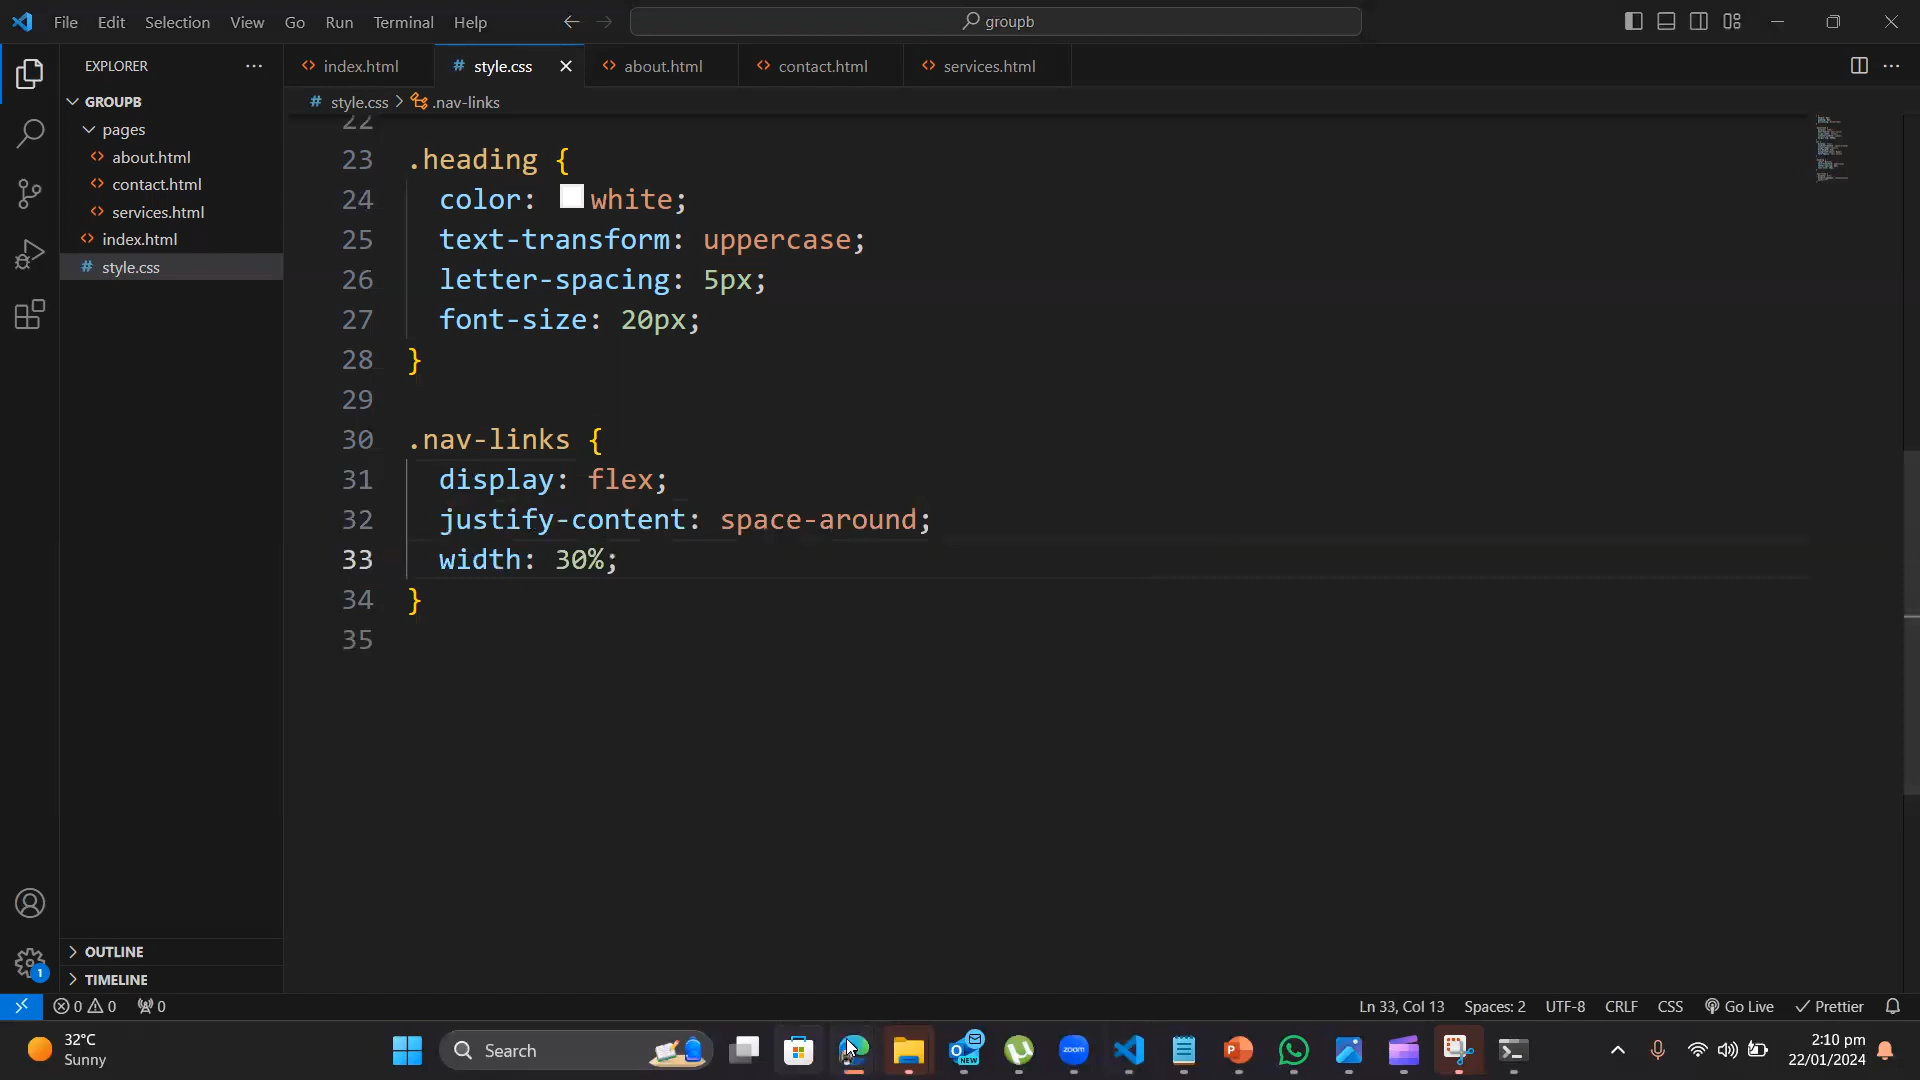 File Edit Selection View Go Run Terminal Help
groupb
EXPLORER
index.html
style.css
about.html
contact.html
services.html
GROUPB
style.css > .nav-links
pages
about.html
contact.html
services.html
index.html
style.css
22
23 .heading {
24 color: white;
25 text-transform: uppercase;
26 letter-spacing: 5px;
27 font-size: 20px;
28 }
29
30 .nav-links {
31 display: flex;
32 justify-content: space-around;
33 width: 30%;
34 }
35
OUTLINE
TIMELINE
1
0 0 0
Ln 33, Col 13 Spaces: 2 UTF-8 CRLF CSS Go Live Prettier
32°C
Sunny
Search
NEW
zoom
2:10 pm
22/01/2024